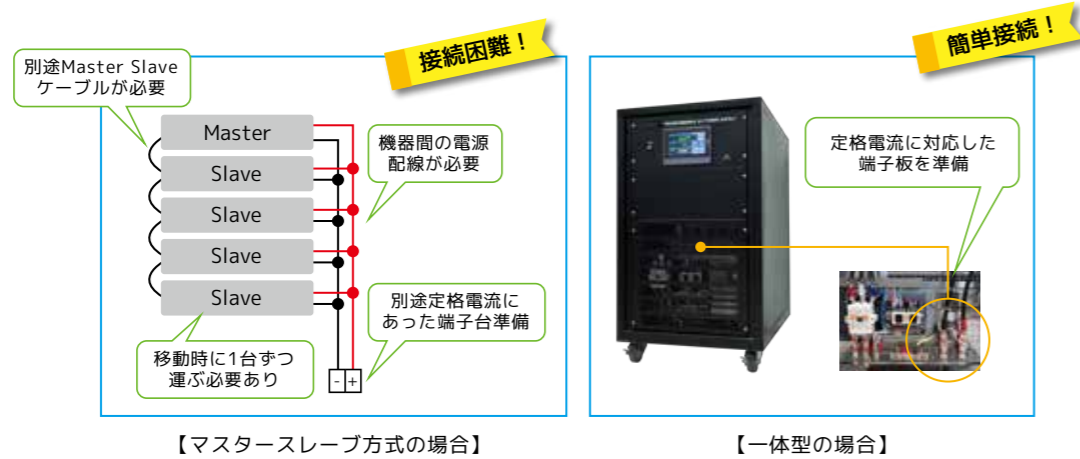 接続困難！
別途Master Slave
ケーブルが必要
Master
Slave
Slave
Slave
Slave
機器間の電源
配線が必要
別途定格電流に
あった端子台準備
移動時に1台ずつ
運ぶ必要あり
- +
【マスタースレーブ方式の場合】
簡単接続！
定格電流に対応した
端子板を準備
【一体型の場合】